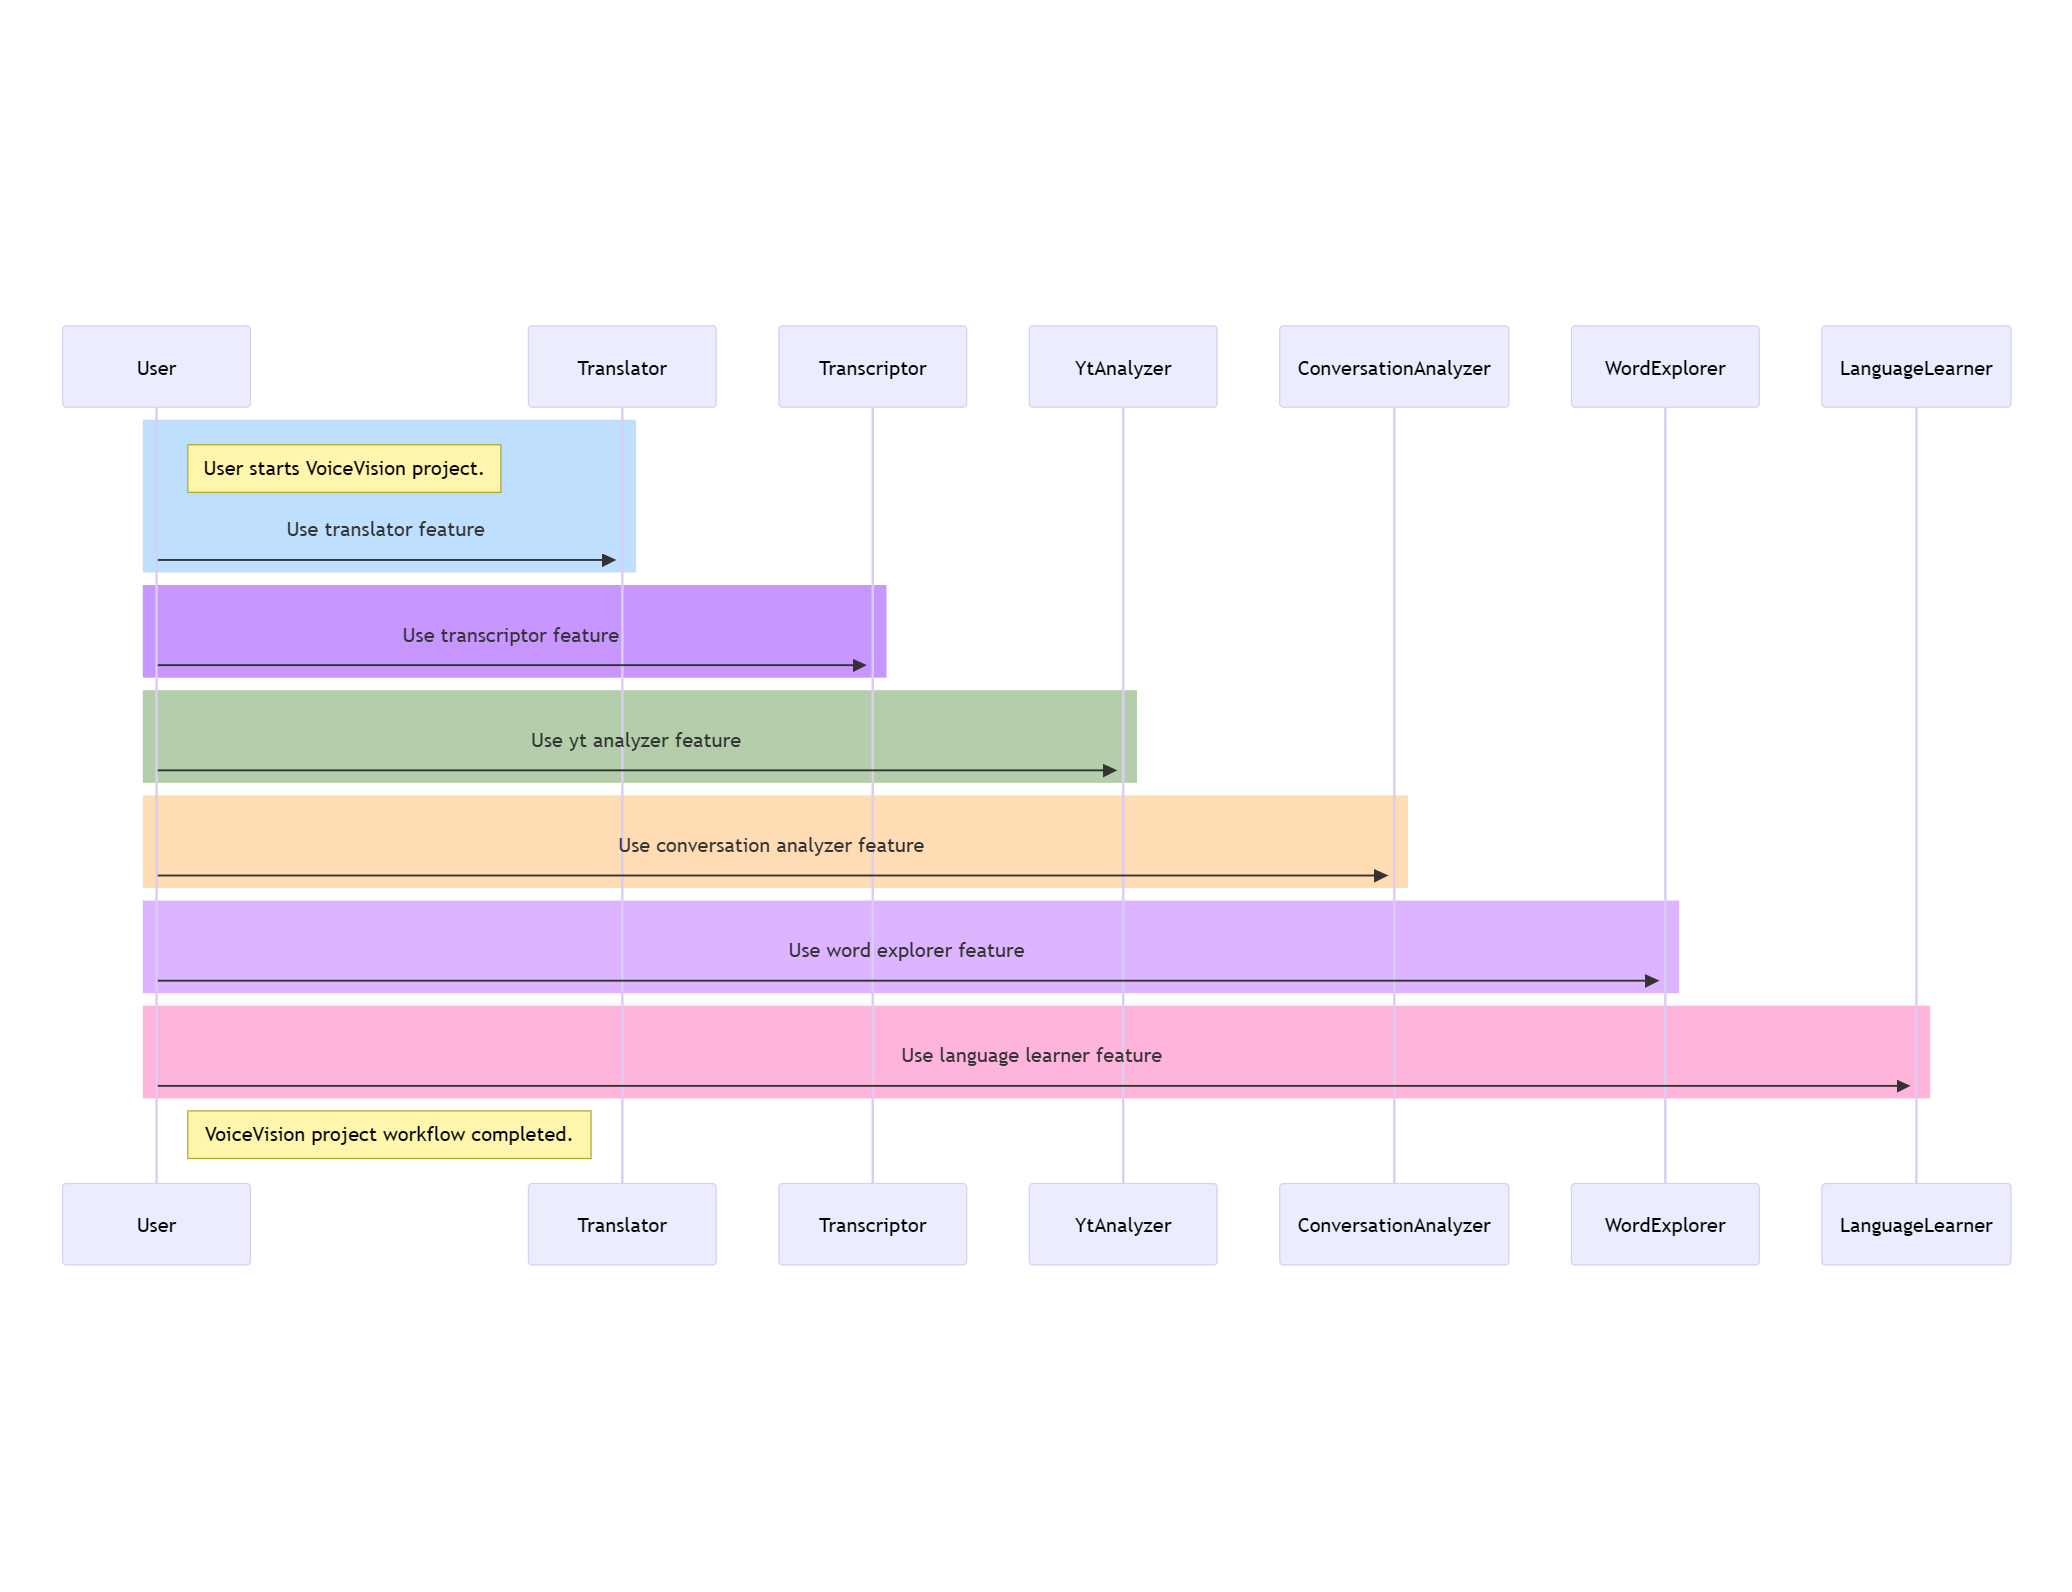 User
Translator
Transcriptor
YtAnalyzer
ConversationAnalyzer
WordExplorer
LanguageLearner
User starts VoiceVision project.
Use translator feature
Use transcriptor feature
Use yt analyzer feature
Use conversation analyzer feature
Use word explorer feature
Use language learner feature
VoiceVision project workflow completed.
User
Translator
Transcriptor
YtAnalyzer
ConversationAnalyzer
WordExplorer
LanguageLearner